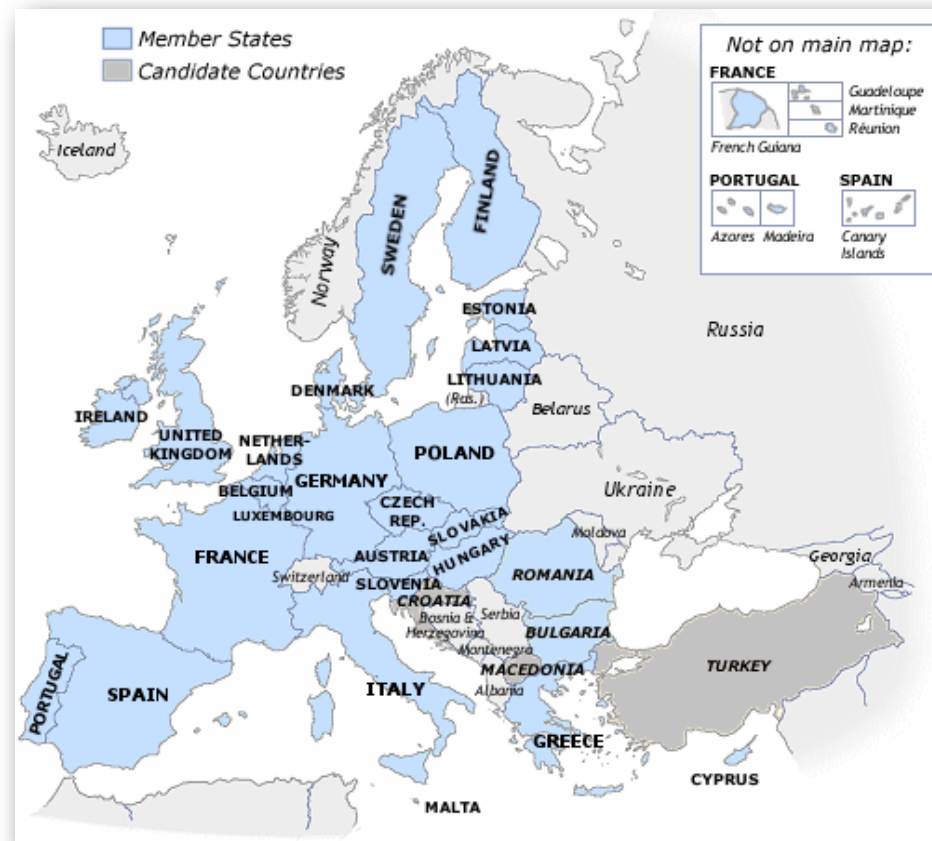 Member States
Candidate Countries
Not on main map:
FRANCE
Guadeloupe
Martinique
Réunion
French Guiana
PORTUGAL
SPAIN
Azores
Madeira
Canary
Islands
Iceland
Norway
SWEDEN
FINLAND
Russia
ESTONIA
LATVIA
LITHUANIA
(Rus.)
DENMARK
Belarus
IRELAND
UNITED
KINGDOM
NETHER-
LANDS
POLAND
GERMANY
BELGIUM
Ukraine
LUXEMBOURG
CZECH
REP.
SLOVAKIA
Moldova
FRANCE
AUSTRIA
HUNGARY
Switzerland
SLOVENIA
ROMANIA
Georgia
Armenia
CROATIA
Bosnia &
Herzegovina
Serbia
BULGARIA
Montenegro
MACEDONIA
Albania
TURKEY
PORTUGAL
SPAIN
ITALY
GREECE
CYPRUS
MALTA